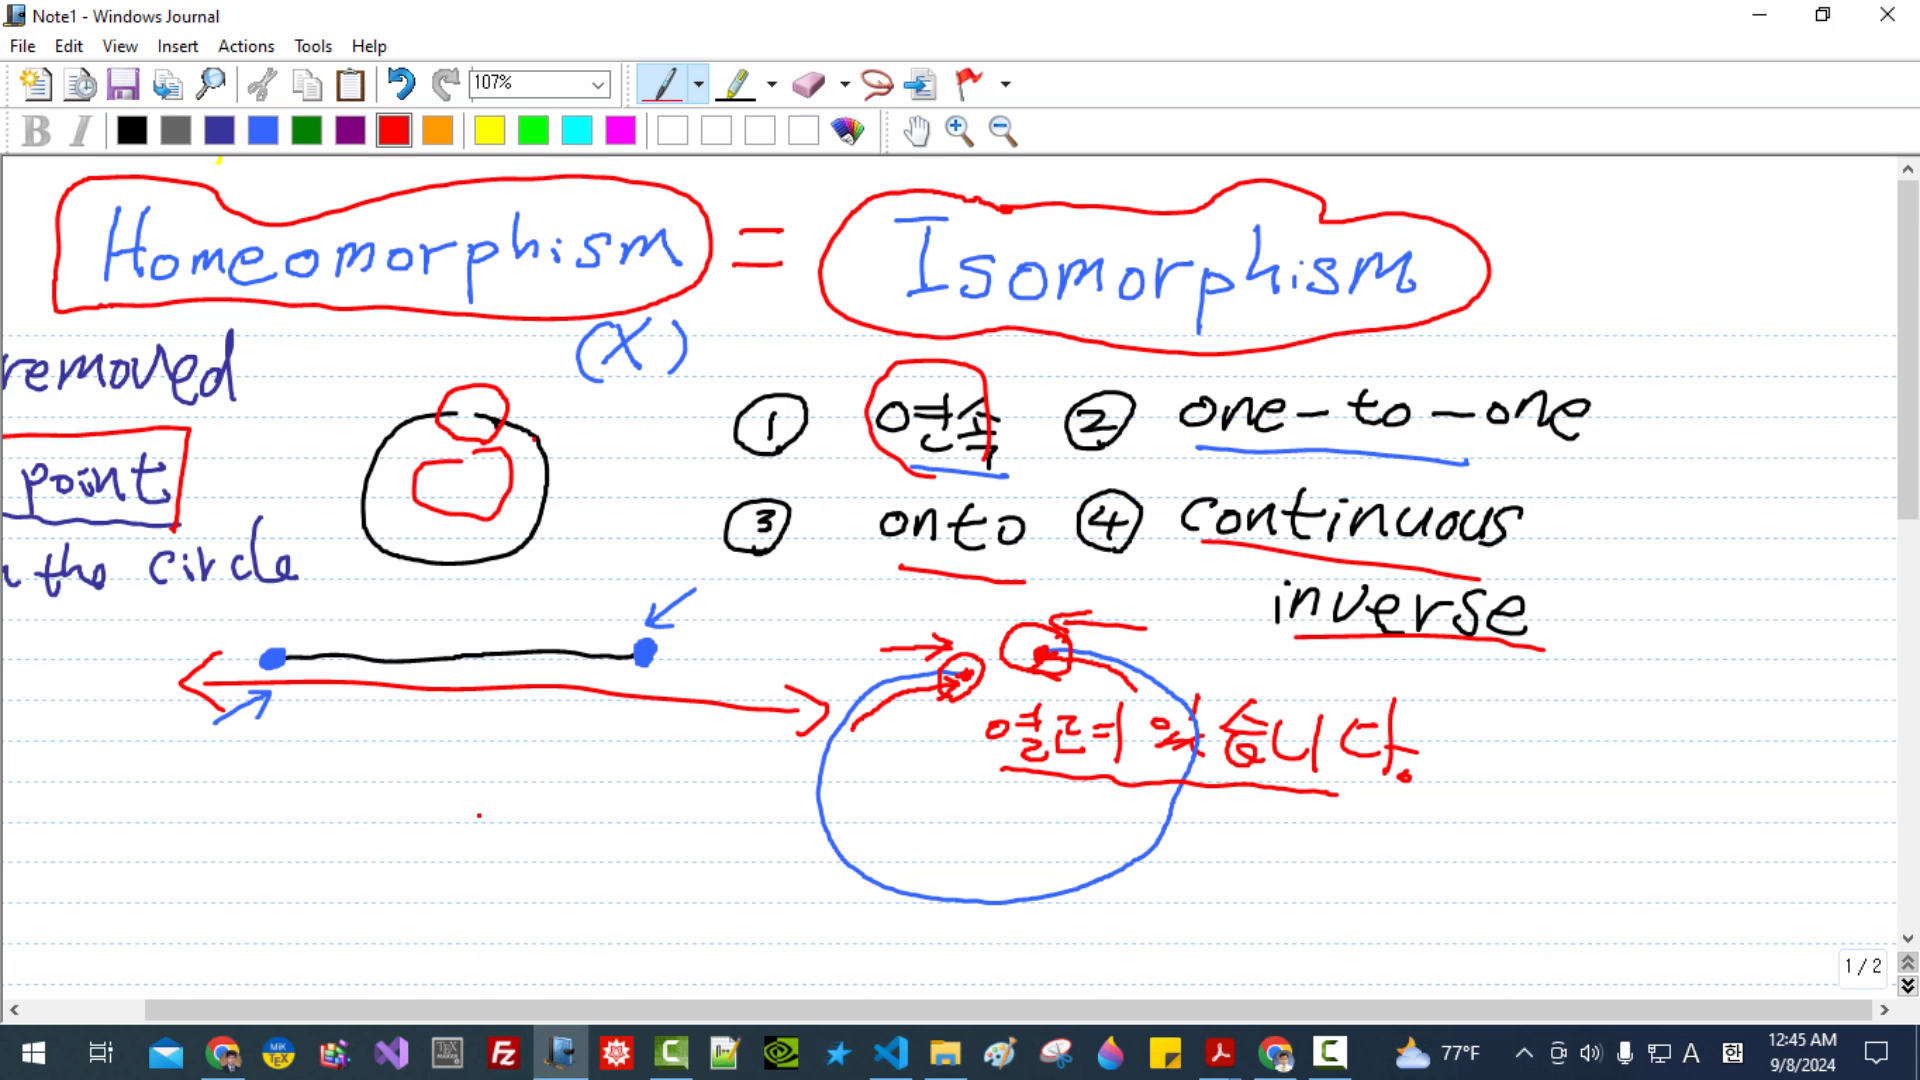 Note1 - Windows Journal
File Edit View Insert Actions Tools Help
107%
B I
Homeomorphism = Isomorphism
(X)
removed
① 연속 ② one-to-one
point
③ onto ④ continuous
the circle
inverse
열려 있습니다.
1 / 2
77°F
A
한
12:45 AM
9/8/2024